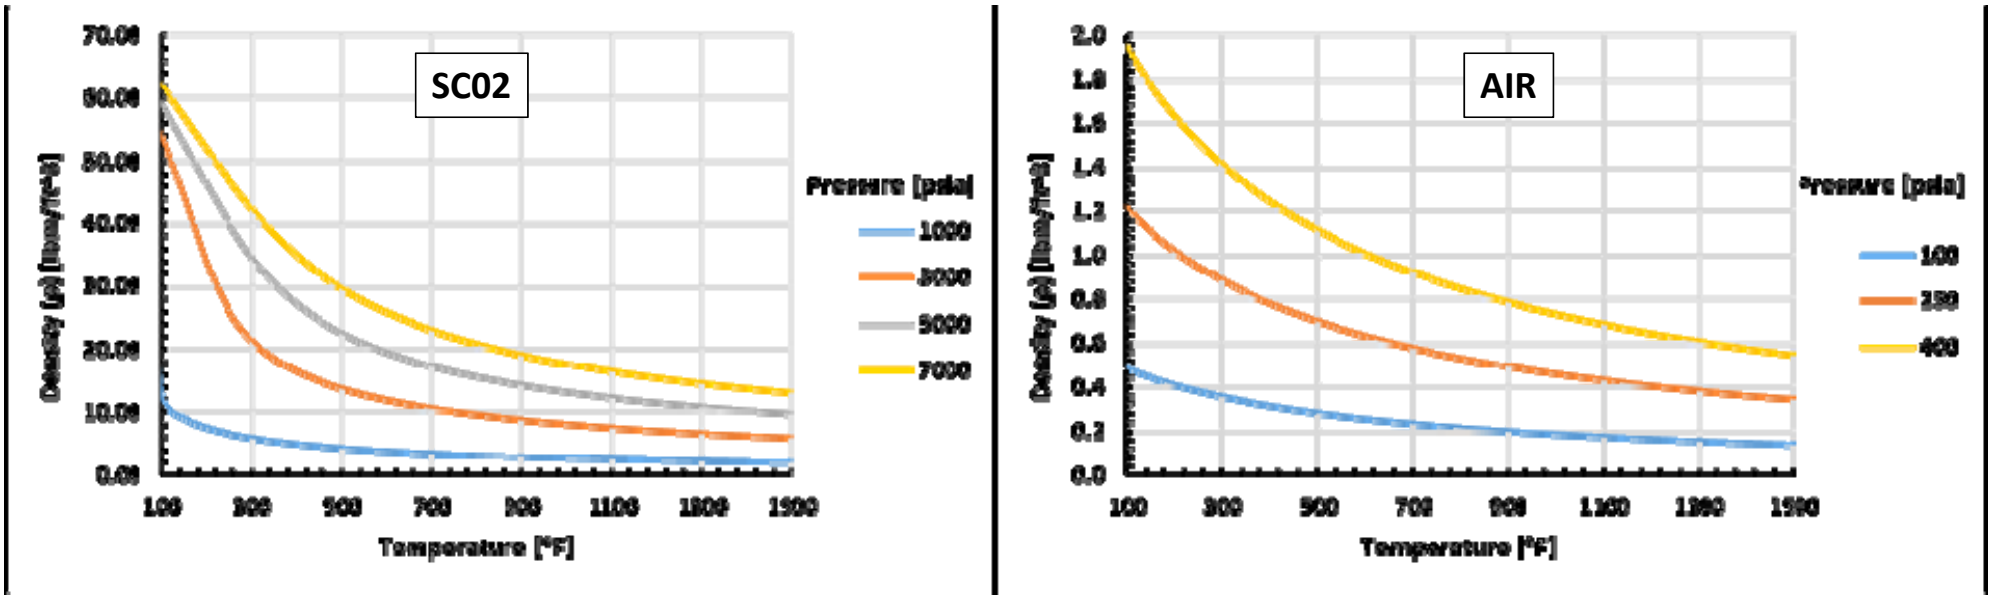 70.00
SC02
60.00
50.00
40.00
30.00
20.00
10.00
0.00
Density (ρ) [lbm/ft^3]
100 300 500 700 900 1100 1300 1500
Temperature [°F]
Pressure [psia]
1000
3000
5000
7000
2.0
AIR
1.8
1.6
1.4
1.2
1.0
0.8
0.6
0.4
0.2
0.0
Density (ρ) [lbm/ft^3]
100 300 500 700 900 1100 1300 1500
Temperature [°F]
Pressure [psia]
100
250
400